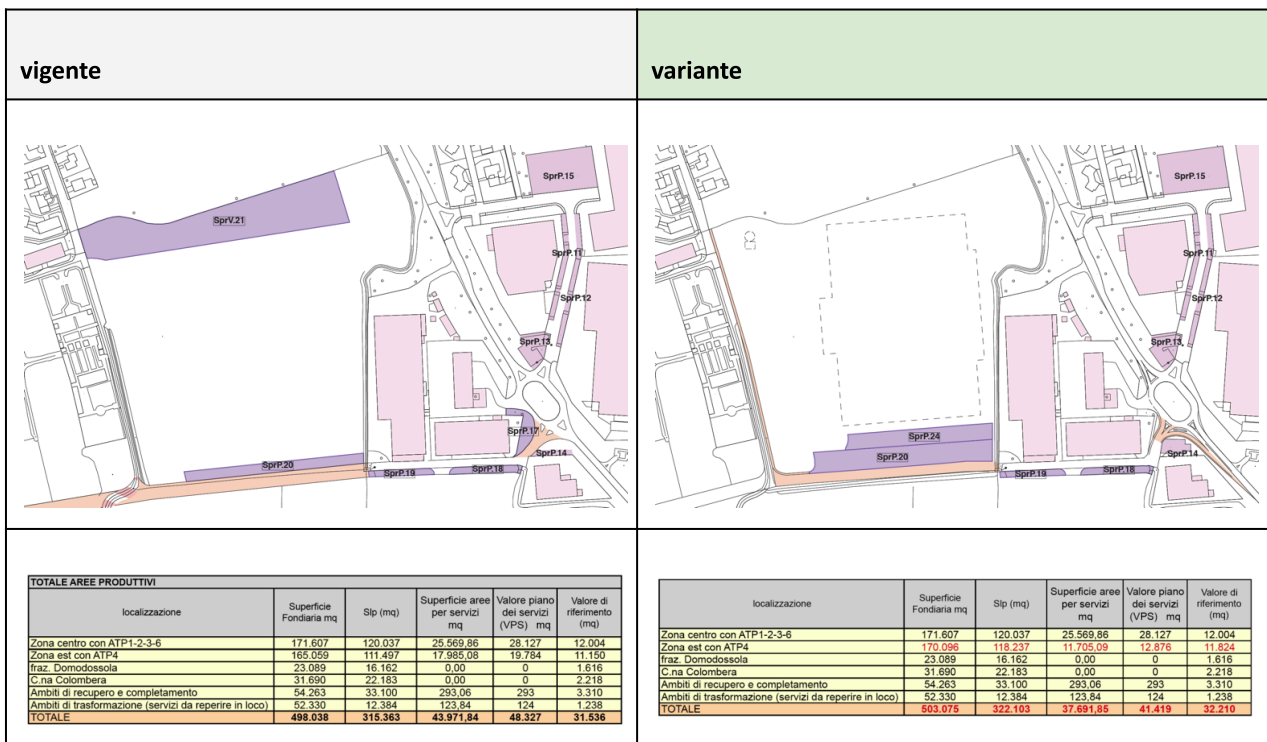 vigente
variante
SprP.15
SprV.21
SprP.11
SprP.12
SprP.13
SprP.17
SprP.14
SprP.20
SprP.19
SprP.18
SprP.15
SprP.11
SprP.12
SprP.13
SprP.24
SprP.20
SprP.14
SprP.19
SprP.18
TOTALE AREE PRODUTTIVI
localizzazione Superficie Fondiaria mq Slp (mq) Superficie aree per servizi mq Valore piano dei servizi (VPS) mq Valore di riferimento (mq)
Zona centro con ATP1-2-3-6 171.607 120.037 25.569,86 28.127 12.004
Zona est con ATP4 165.059 111.497 17.985,08 19.784 11.150
fraz. Domodossola 23.089 16.162 0,00 0 1.616
C.na Colombera 31.690 22.183 0,00 0 2.218
Ambiti di recupero e completamento 54.263 33.100 293,06 293 3.310
Ambiti di trasformazione (servizi da reperire in loco) 52.330 12.384 123,84 124 1.238
TOTALE 498.038 315.363 43.971,84 48.327 31.536
localizzazione Superficie Fondiaria mq Slp (mq) Superficie aree per servizi mq Valore piano dei servizi (VPS) mq Valore di riferimento (mq)
Zona centro con ATP1-2-3-6 171.607 120.037 25.569,86 28.127 12.004
Zona est con ATP4 170.096 118.237 11.705,09 12.876 11.824
fraz. Domodossola 23.089 16.162 0,00 0 1.616
C.na Colombera 31.690 22.183 0,00 0 2.218
Ambiti di recupero e completamento 54.263 33.100 293,06 293 3.310
Ambiti di trasformazione (servizi da reperire in loco) 52.330 12.384 123,84 124 1.238
TOTALE 503.075 322.103 37.691,85 41.419 32.210